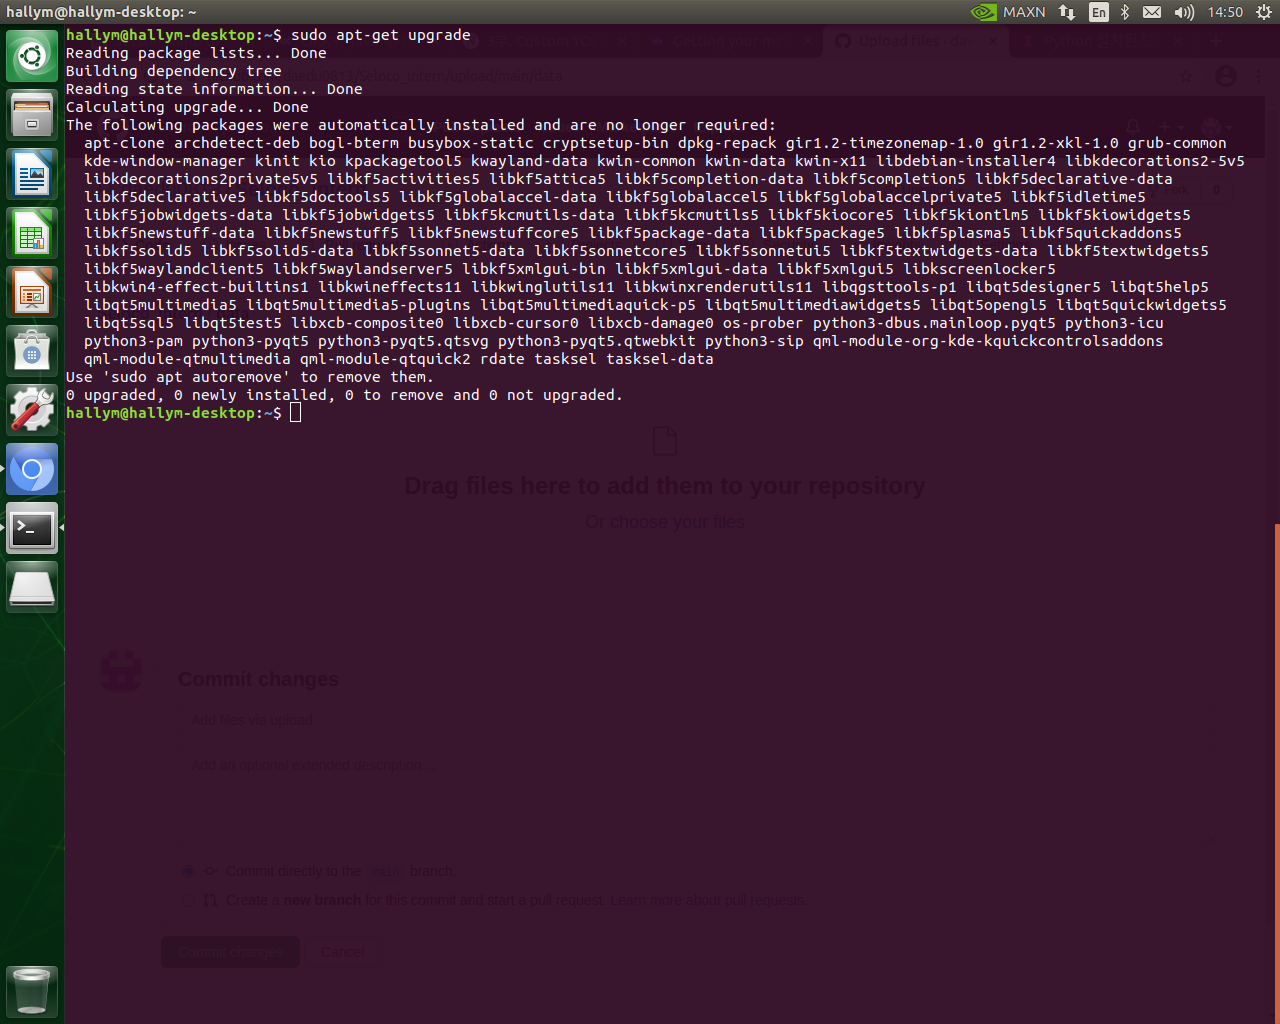 hallym@hallym-desktop: ~
MAXN
En
14:50
hallym@hallym-desktop:~$ sudo apt-get upgrade
Reading package lists... Done
Building dependency tree
Reading state information... Done
Calculating upgrade... Done
The following packages were automatically installed and are no longer required:
apt-clone archdetect-deb bogl-bterm busybox-static cryptsetup-bin dpkg-repack gir1.2-timezonemap-1.0 gir1.2-xkl-1.0 grub-common
kde-window-manager kinit kio kpackagetool5 kwayland-data kwin-common kwin-data kwin-x11 libdebian-installer4 libkdecorations2-5v5
libkdecorations2private5v5 libkf5activities5 libkf5attica5 libkf5completion-data libkf5completion5 libkf5declarative-data
libkf5declarative5 libkf5doctools5 libkf5globalaccel-data libkf5globalaccel5 libkf5globalaccelprivate5 libkf5idletime5
libkf5jobwidgets-data libkf5jobwidgets5 libkf5kcmutils-data libkf5kcmutils5 libkf5kiocore5 libkf5kiontlm5 libkf5kiowidgets5
libkf5newstuff-data libkf5newstuff5 libkf5newstuffcore5 libkf5package-data libkf5package5 libkf5plasma5 libkf5quickaddons5
libkf5solid5 libkf5solid5-data libkf5sonnet5-data libkf5sonnetcore5 libkf5sonnetui5 libkf5textwidgets-data libkf5textwidgets5
libkf5waylandclient5 libkf5waylandserver5 libkf5xmlgui-bin libkf5xmlgui-data libkf5xmlgui5 libkscreenlocker5
libkwin4-effect-builtins1 libkwineffects11 libkwinglutils11 libkwinxrenderutils11 libqgsttools-p1 libqt5designer5 libqt5help5
libqt5multimedia5 libqt5multimedia5-plugins libqt5multimediaquick-p5 libqt5multimediawidgets5 libqt5opengl5 libqt5quickwidgets5
libqt5sql5 libqt5test5 libxcb-composite0 libxcb-cursor0 libxcb-damage0 os-prober python3-dbus.mainloop.pyqt5 python3-icu
python3-pam python3-pyqt5 python3-pyqt5.qtsvg python3-pyqt5.qtwebkit python3-sip qml-module-org-kde-kquickcontrolsaddons
qml-module-qtmultimedia qml-module-qtquick2 rdate tasksel tasksel-data
Use 'sudo apt autoremove' to remove them.
0 upgraded, 0 newly installed, 0 to remove and 0 not upgraded.
hallym@hallym-desktop:~$
Drag files here to add them to your repository
Or choose your files
Commit changes
Add files via upload
Add an optional extended description...
Commit directly to the main branch.
Create a new branch for this commit and start a pull request. Learn more about pull requests.
Commit changes
Cancel